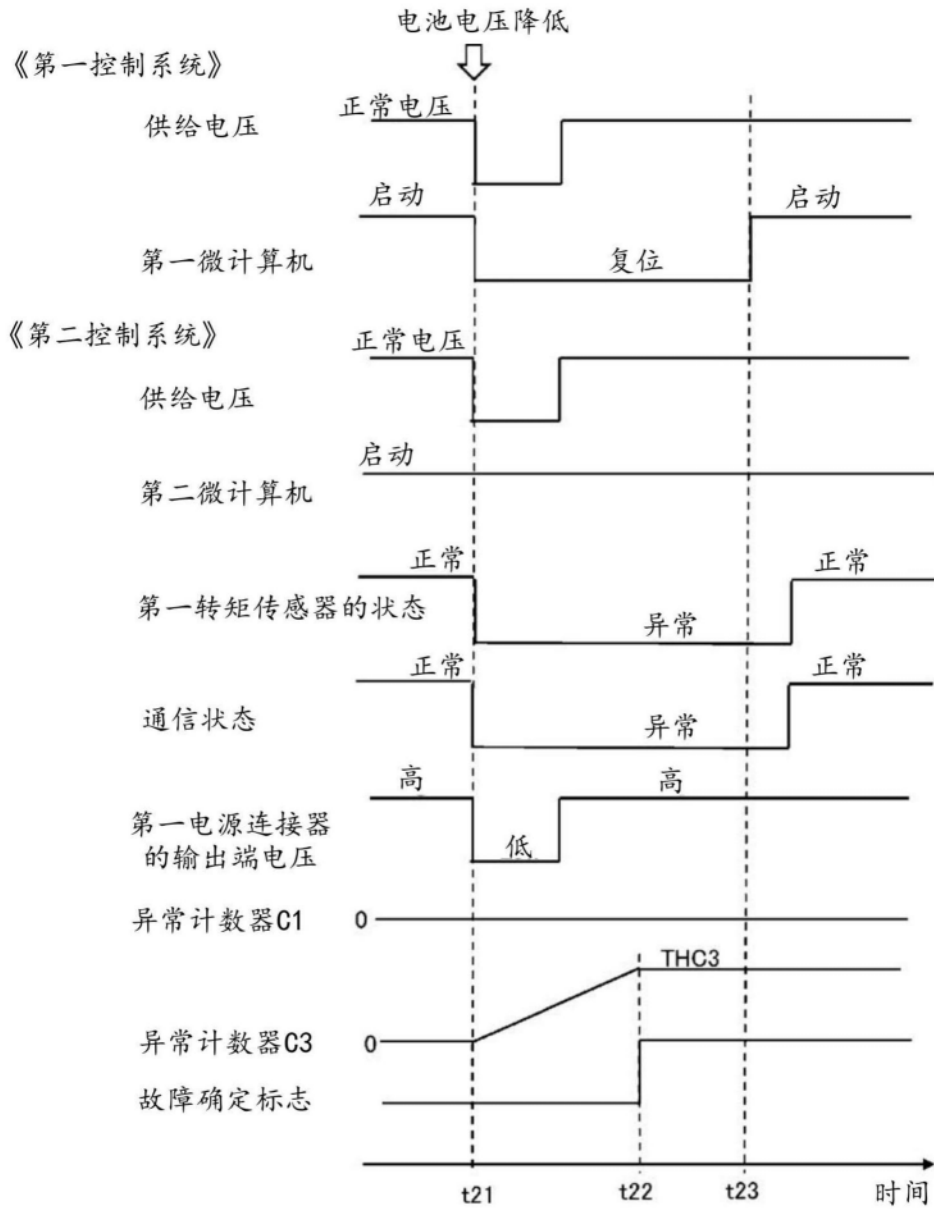 电池电压降低
《第一控制系统》
正常电压
供给电压
启动
启动
第一微计算机
复位
《第二控制系统》
正常电压
供给电压
启动
第二微计算机
正常
正常
第一转矩传感器的状态
异常
正常
正常
通信状态
异常
高
高
第一电源连接器
的输出端电压
低
异常计数器C1
0
THC3
异常计数器C3
0
故障确定标志
t21
t22
t23
时间